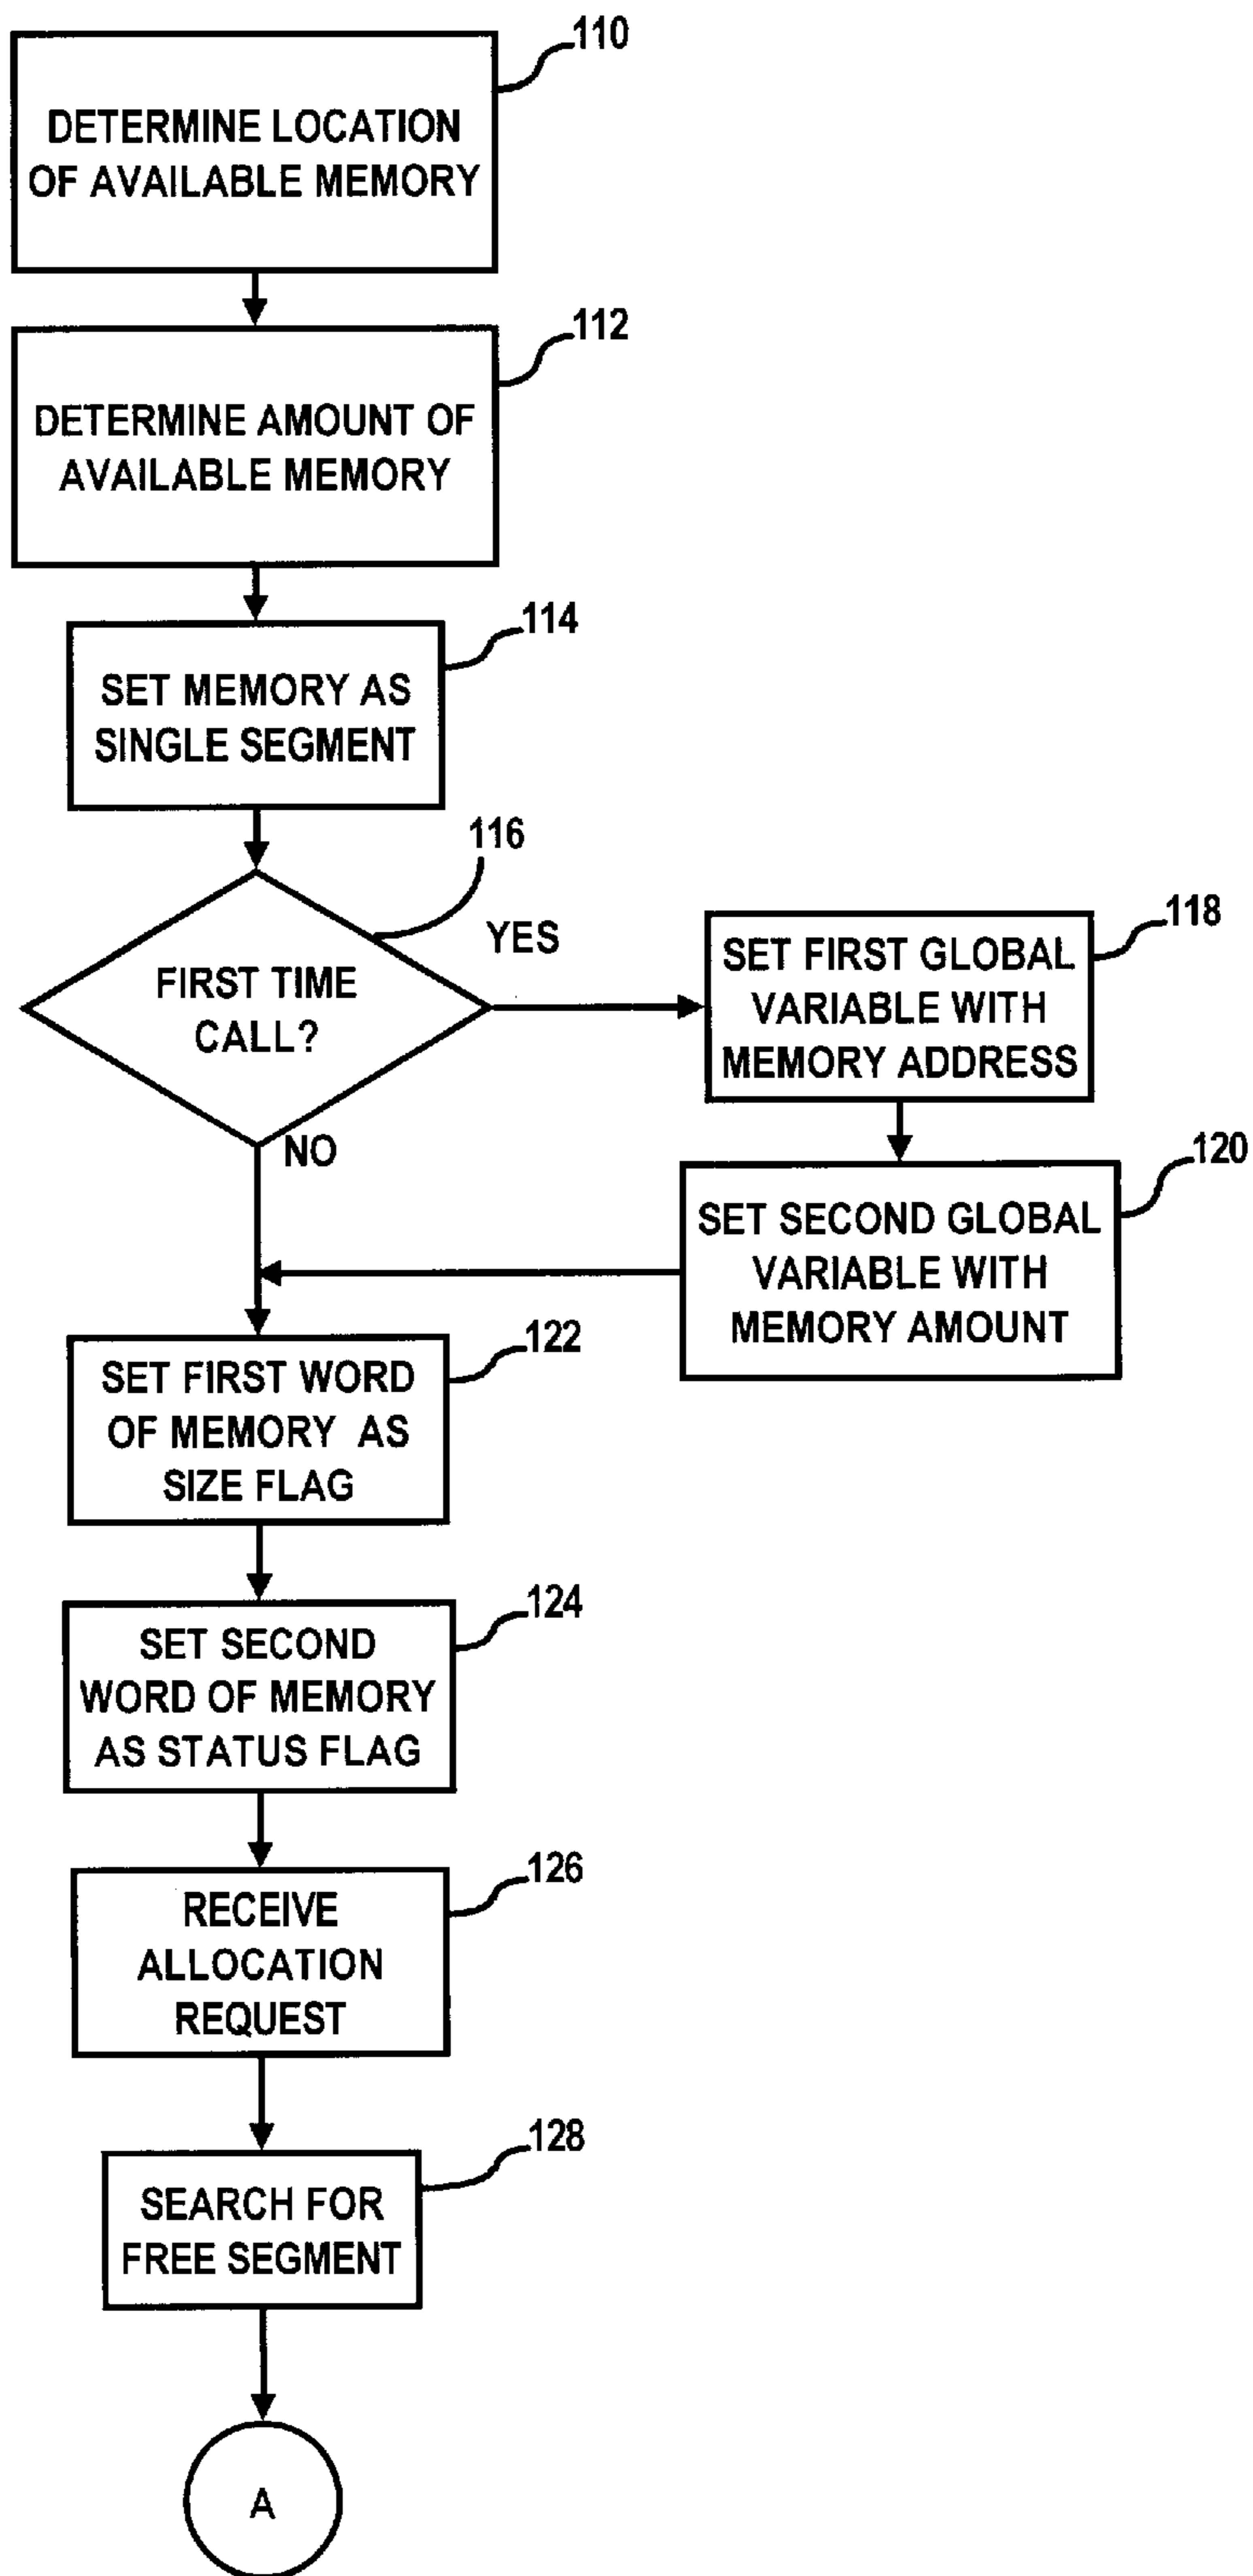 110
DETERMINE LOCATION
OF AVAILABLE MEMORY
112
DETERMINE AMOUNT OF
AVAILABLE MEMORY
114
SET MEMORY AS
SINGLE SEGMENT
116
FIRST TIME
CALL?
YES
NO
118
SET FIRST GLOBAL
VARIABLE WITH
MEMORY ADDRESS
120
SET SECOND GLOBAL
VARIABLE WITH
MEMORY AMOUNT
122
SET FIRST WORD
OF MEMORY AS
SIZE FLAG
124
SET SECOND
WORD OF MEMORY
AS STATUS FLAG
126
RECEIVE
ALLOCATION
REQUEST
128
SEARCH FOR
FREE SEGMENT
A